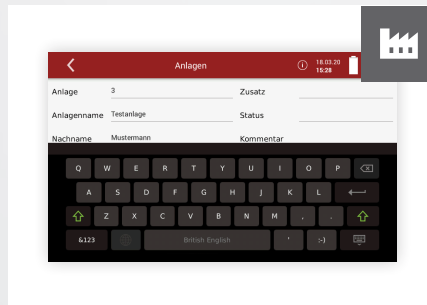 Anlagen
18.03.20
15:28
Anlage 3 Zusatz
Anlagenname Testanlage Status
Nachname Mustermann Kommentar
Q W E R T Y U I O P
A S D F G H J K L
Z X C V B N M , .
&123 British English ' :-)